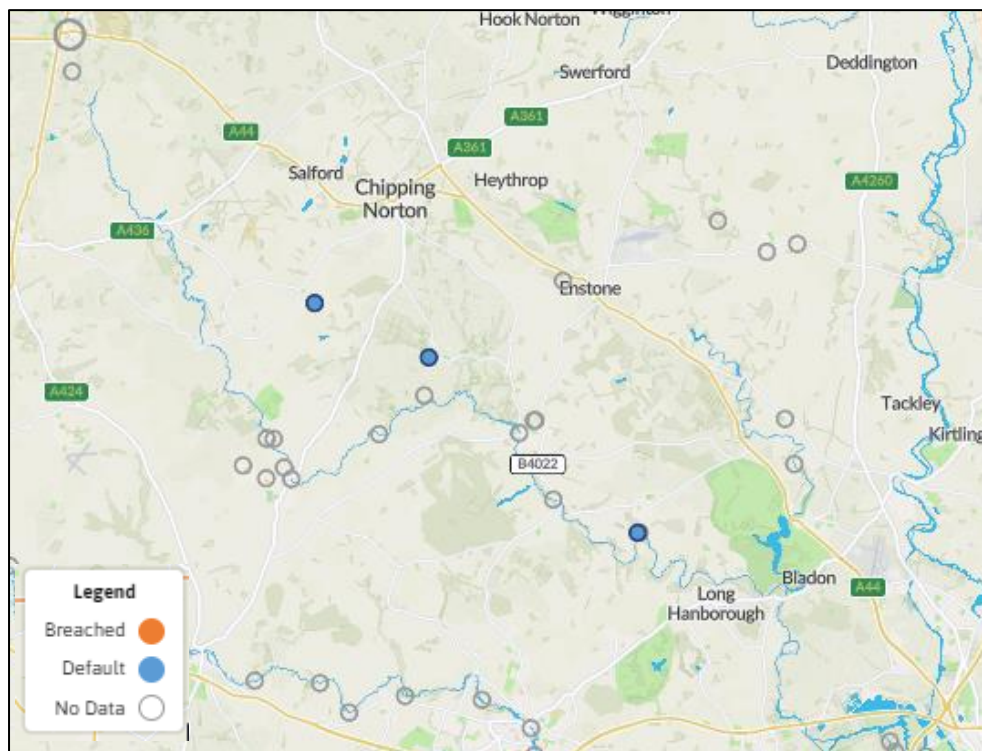 Hook Norton
Wigginton
Swerford
Deddington
A361
A44
A361
Salford
Heythrop
A4260
Chipping
Norton
A436
Enstone
A424
Tackley
Kirtling
B4022
Bladon
A44
Long
Hanborough
Legend
Breached
Default
No Data